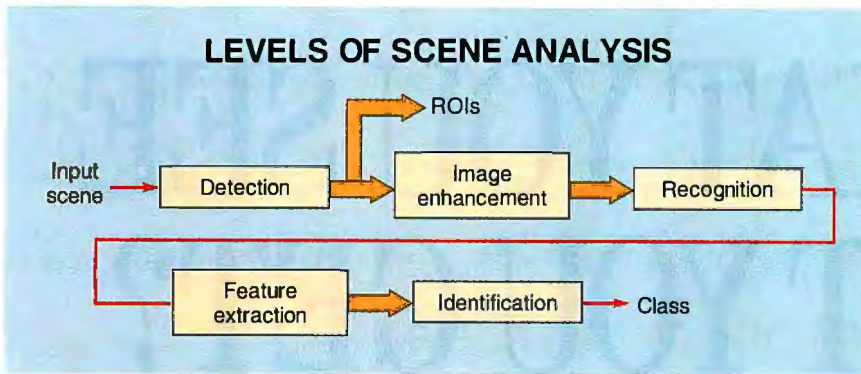 LEVELS OF SCENE ANALYSIS
ROIs
Input
scene
Detection
Image
enhancement
Recognition
Feature
extraction
Identification
Class